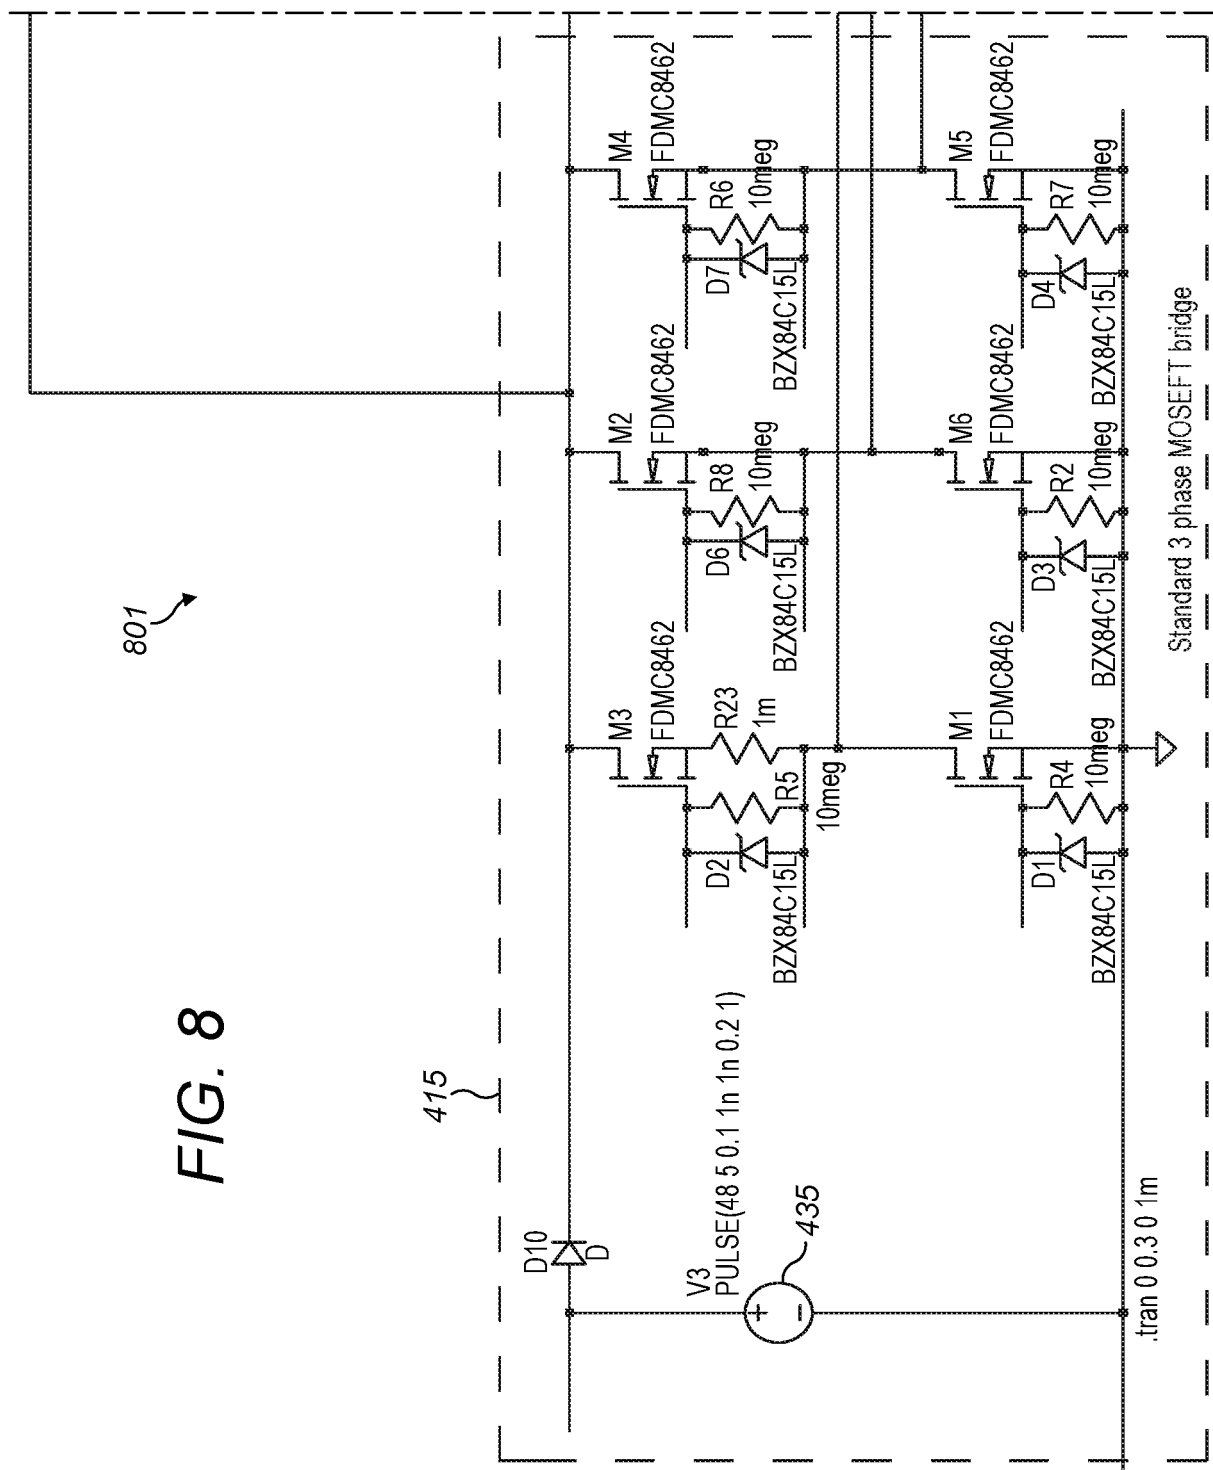 FIG. 8
801
415
D10
D
V3
PULSE(48 5 0.1 1n 1n 0.2 1)
+
-
435
.tran 0 0.3 0 1m
M3
FDMC8462
R23
1m
D2
R5
10meg
BZX84C15L
M2
FDMC8462
R8
10meg
D6
BZX84C15L
M4
FDMC8462
R6
10meg
D7
BZX84C15L
M1
FDMC8462
R4
10meg
D1
BZX84C15L
M6
FDMC8462
R2
10meg
D3
BZX84C15L
M5
FDMC8462
R7
10meg
D4
BZX84C15L
Standard 3 phase MOSEFT bridge